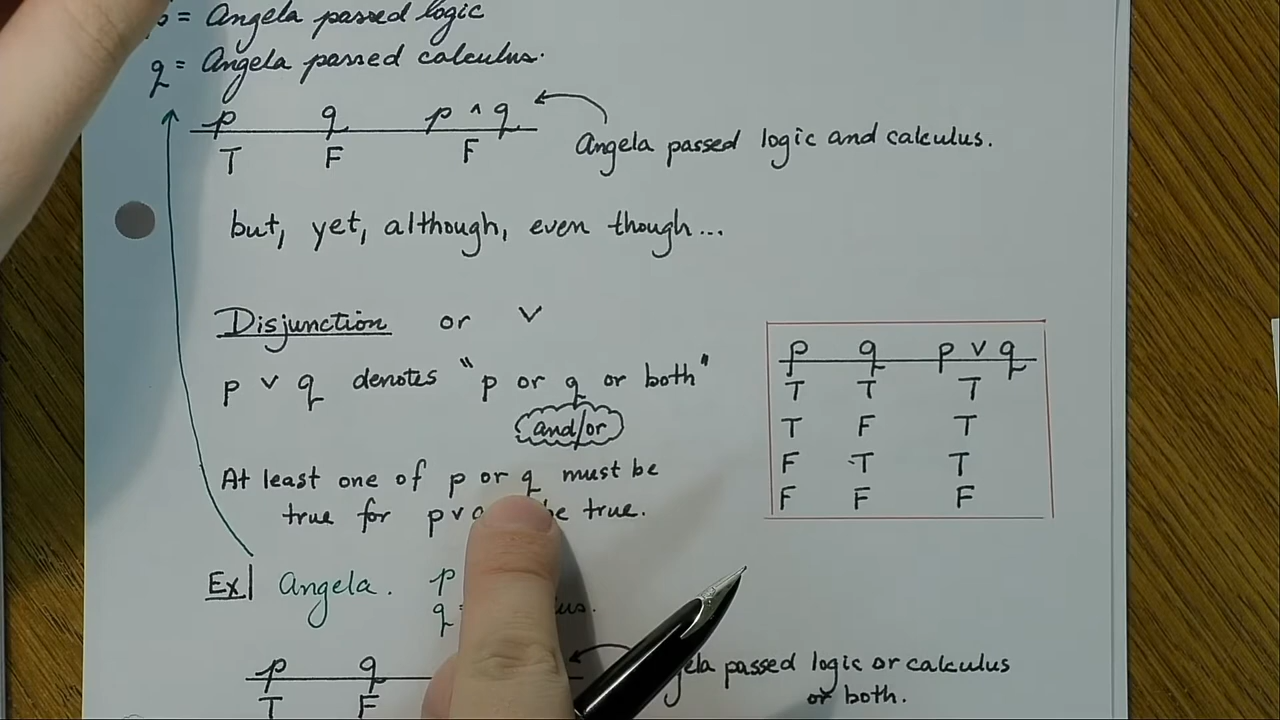 = Angela passed logic
q = Angela passed calculus.
p q p ∧ q
T F F
Angela passed logic and calculus.
but, yet, although, even though...
Disjunction or ∨
p ∨ q denotes "p or q or both"
and/or
At least one of p or q must be
true for p ∨ be true.
p q p ∨ q
T T T
T F T
F T T
F F F
Ex| Angela. p
q
p q
T F
passed logic or calculus
or both.